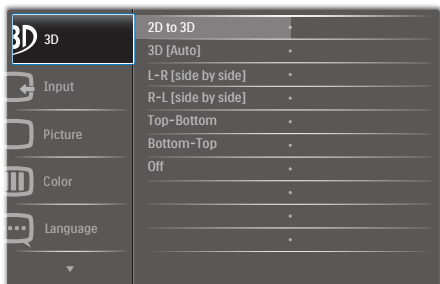 3D
3D
Input
Picture
Color
Language
2D to 3D
3D [Auto]
L-R [side by side]
R-L [side by side]
Top-Bottom
Bottom-Top
Off